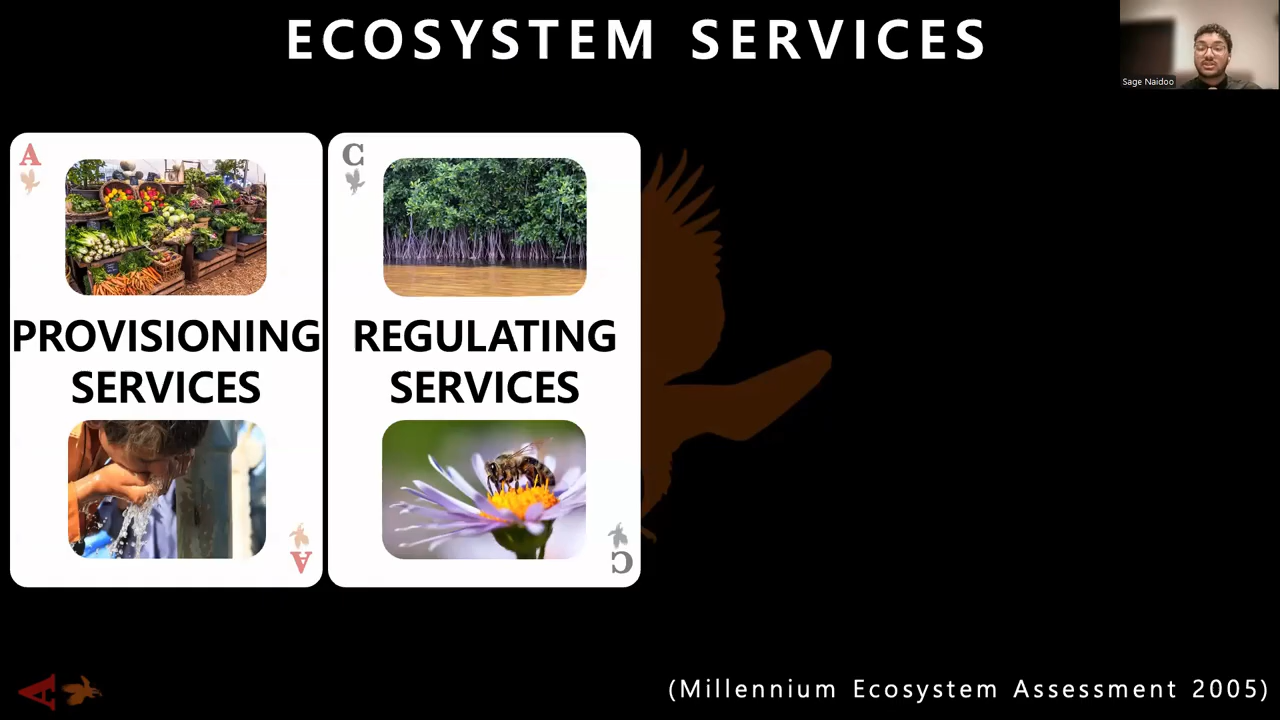 ECOSYSTEM SERVICES
Sage Naidoo
A
PROVISIONING
SERVICES
A
C
REGULATING
SERVICES
C
A
(Millennium Ecosystem Assessment 2005)